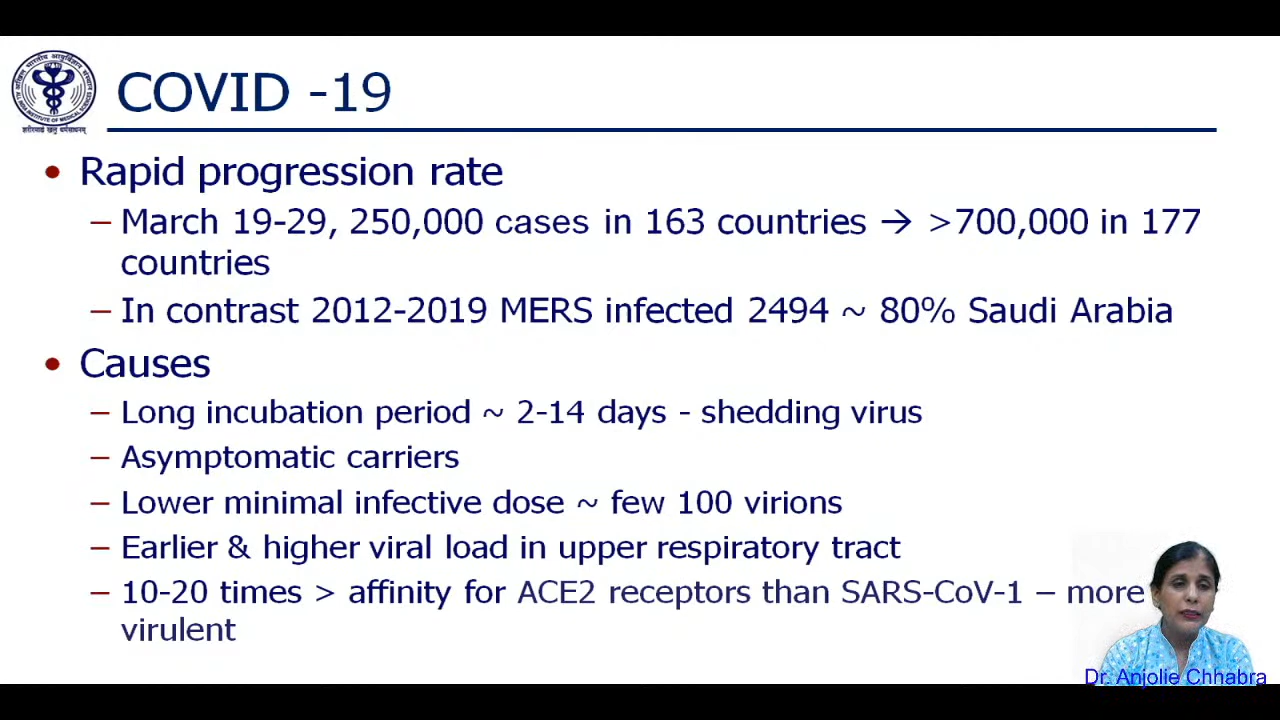 COVID -19
• Rapid progression rate
– March 19-29, 250,000 cases in 163 countries → >700,000 in 177
countries
– In contrast 2012-2019 MERS infected 2494 ~ 80% Saudi Arabia
• Causes
– Long incubation period ~ 2-14 days - shedding virus
– Asymptomatic carriers
– Lower minimal infective dose ~ few 100 virions
– Earlier & higher viral load in upper respiratory tract
– 10-20 times > affinity for ACE2 receptors than SARS-CoV-1 – more
virulent
Dr. Anjolie Chhabra